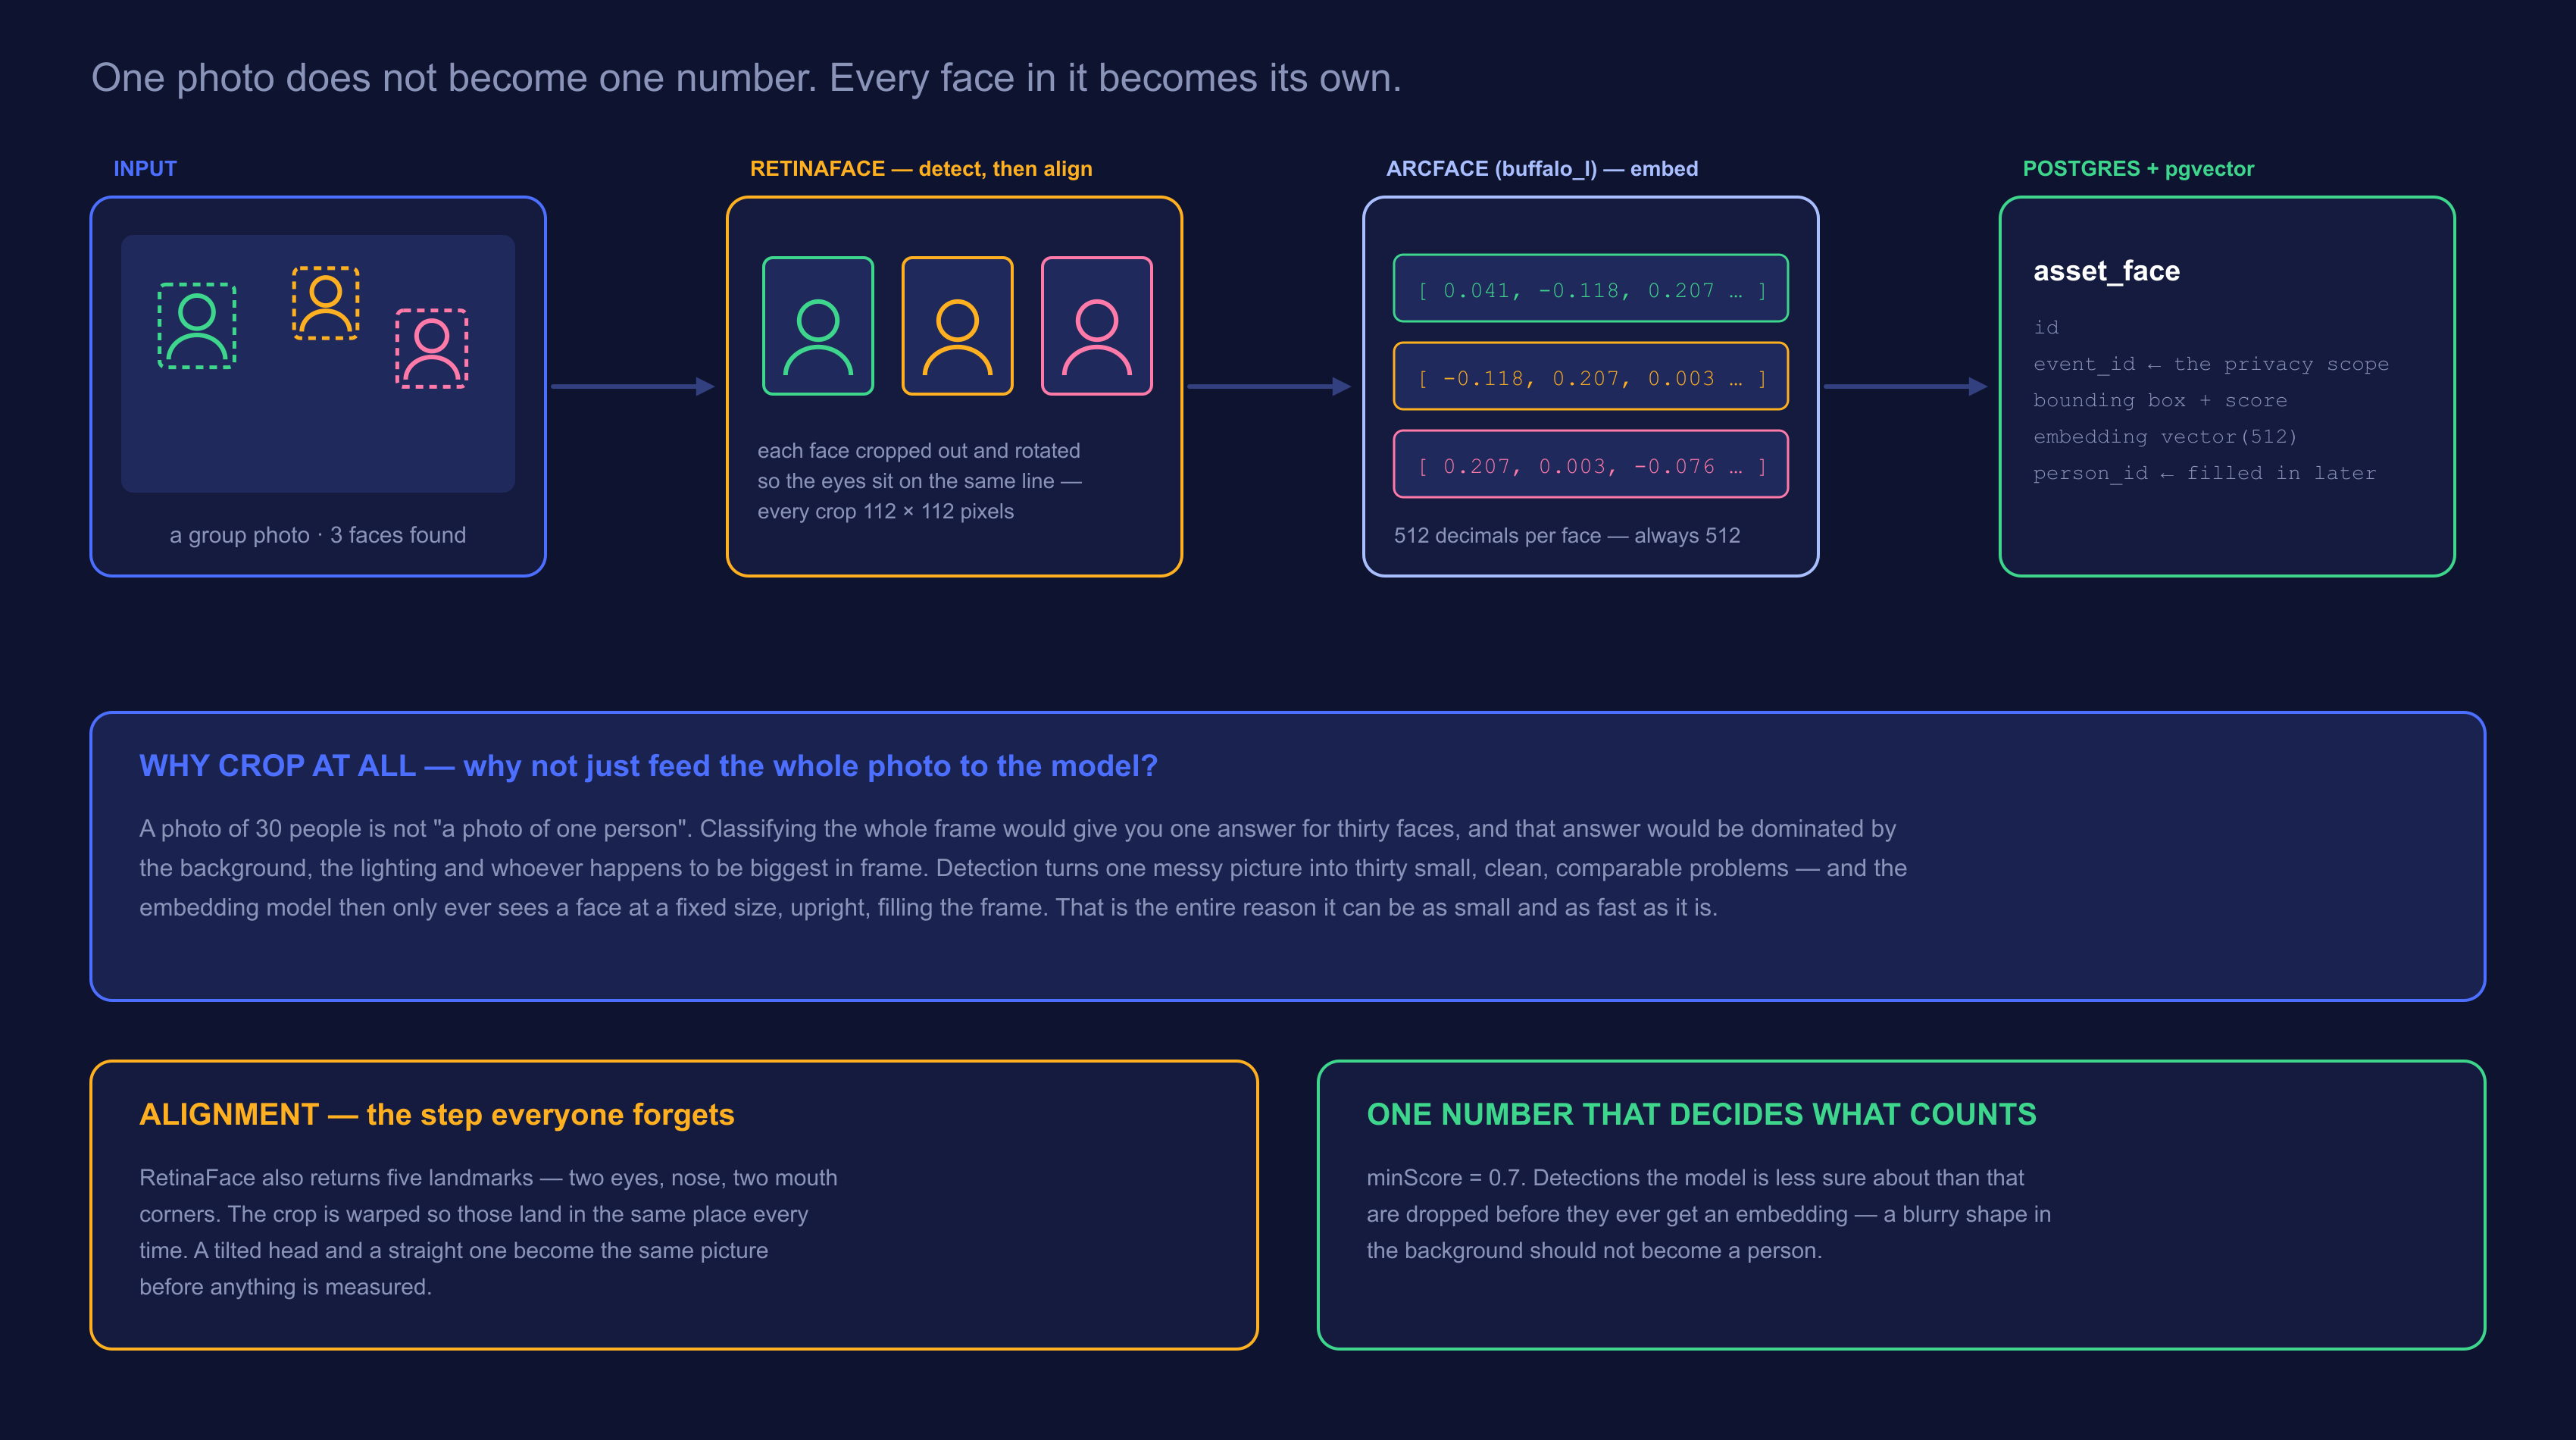 One photo does not become one number. Every face in it becomes its own.
INPUT
a group photo · 3 faces found
RETINAFACE — detect, then align
each face cropped out and rotated
so the eyes sit on the same line —
every crop 112 × 112 pixels
ARCFACE (buffalo_l) — embed
[ 0.041, -0.118, 0.207 … ]
[ -0.118, 0.207, 0.003 … ]
[ 0.207, 0.003, -0.076 … ]
512 decimals per face — always 512
POSTGRES + pgvector
asset_face
id
event_id ← the privacy scope
bounding box + score
embedding vector(512)
person_id ← filled in later
WHY CROP AT ALL — why not just feed the whole photo to the model?
A photo of 30 people is not "a photo of one person". Classifying the whole frame would give you one answer for thirty faces, and that answer would be dominated by
the background, the lighting and whoever happens to be biggest in frame. Detection turns one messy picture into thirty small, clean, comparable problems — and the
embedding model then only ever sees a face at a fixed size, upright, filling the frame. That is the entire reason it can be as small and as fast as it is.
ALIGNMENT — the step everyone forgets
RetinaFace also returns five landmarks — two eyes, nose, two mouth
corners. The crop is warped so those land in the same place every
time. A tilted head and a straight one become the same picture
before anything is measured.
ONE NUMBER THAT DECIDES WHAT COUNTS
minScore = 0.7. Detections the model is less sure about than that
are dropped before they ever get an embedding — a blurry shape in
the background should not become a person.